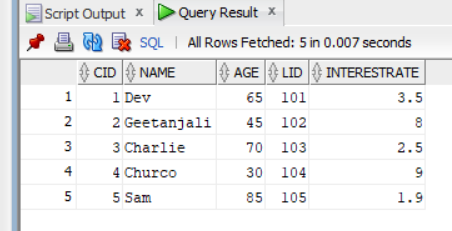 Script Output x Query Result x
SQL | All Rows Fetched: 5 in 0.007 seconds
CID NAME AGE LID INTERESTRATE
1 1 Dev 65 101 3.5
2 2 Geetanjali 45 102 8
3 3 Charlie 70 103 2.5
4 4 Churco 30 104 9
5 5 Sam 85 105 1.9